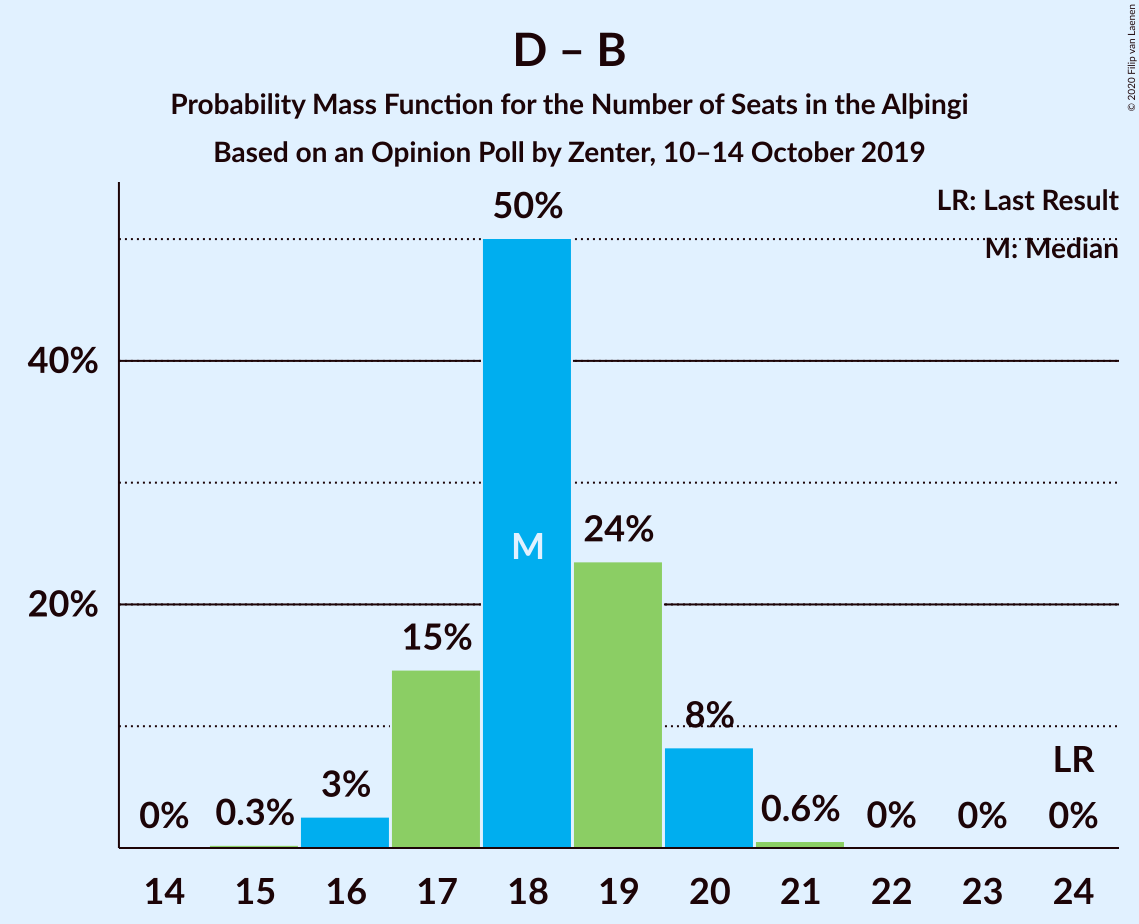 D – B
Probability Mass Function for the Number of Seats in the Alþingi
Based on an Opinion Poll by Zenter, 10–14 October 2019
© 2020 Filip van Laenen
LR: Last Result
M: Median
50%
40%
24%
M
20%
15%
8%
LR
3%
0%
0.3%
0.6%
0%
0%
0%
14 15 16 17 18 19 20 21 22 23 24